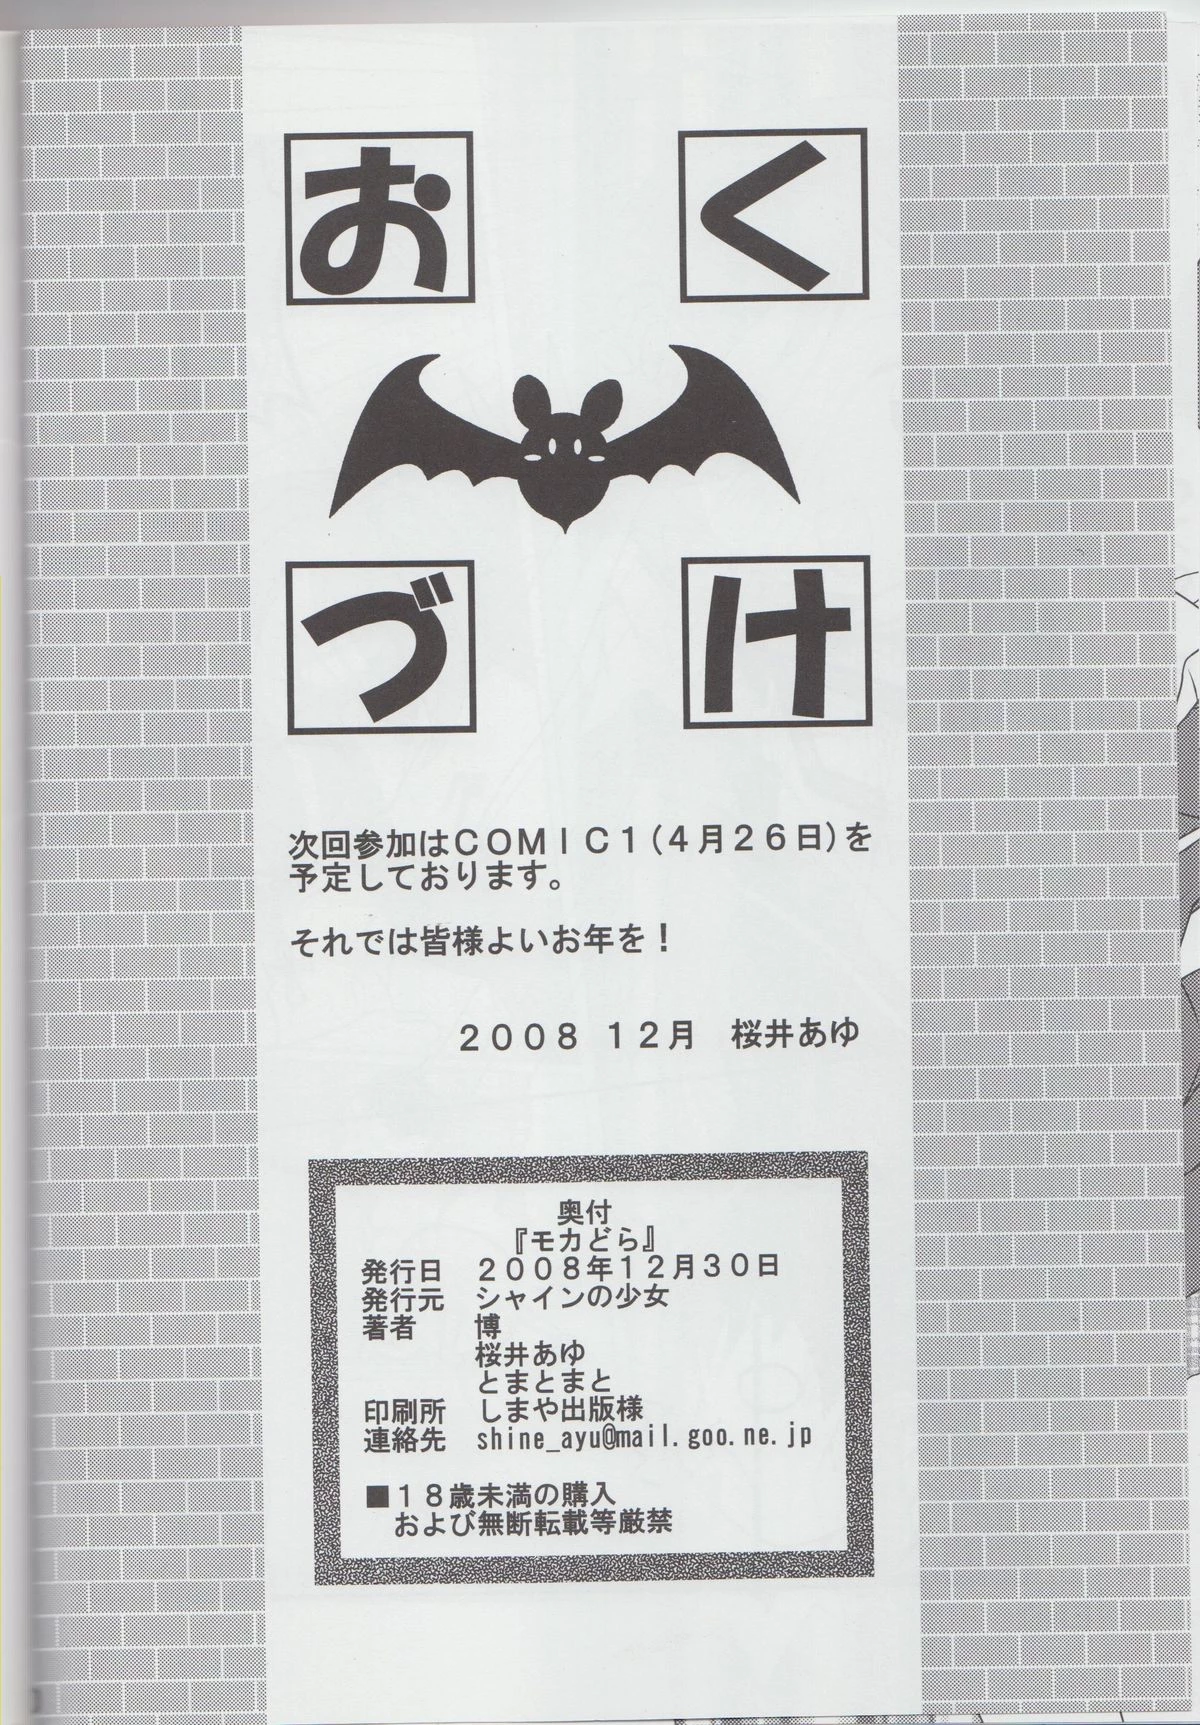 おく
づけ
次回参加はCOMIC1(4月26日)を
予定しております。
それでは皆様よいお年を！
2008 12月 桜井あゆ
奥付
『モカどら』
発行日 2008年12月30日
発行元 シャインの少女
著者 博
桜井あゆ
とまとまと
印刷所 しまや出版様
連絡先 shine_ayu@mail.goo.ne.jp
■18歳未満の購入
および無断転載等厳禁